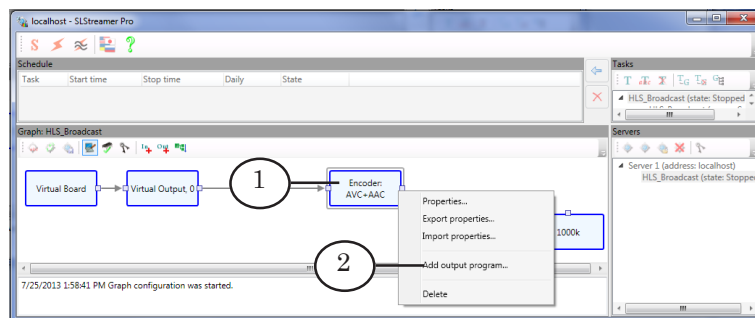 localhost - SLStreamer Pro
Schedule
Task Start time Stop time Daily State
Tasks
HLS_Broadcast (state: Stopped
Graph: HLS_Broadcast
Servers
Server 1 (address: localhost)
HLS_Broadcast (state: Stopped
Virtual Board
Virtual Output, 0
1
Encoder:
AVC+AAC
Properties...
Export properties...
Import properties...
1000k
2
Add output program...
Delete
7/25/2013 1:58:41 PM Graph configuration was started.